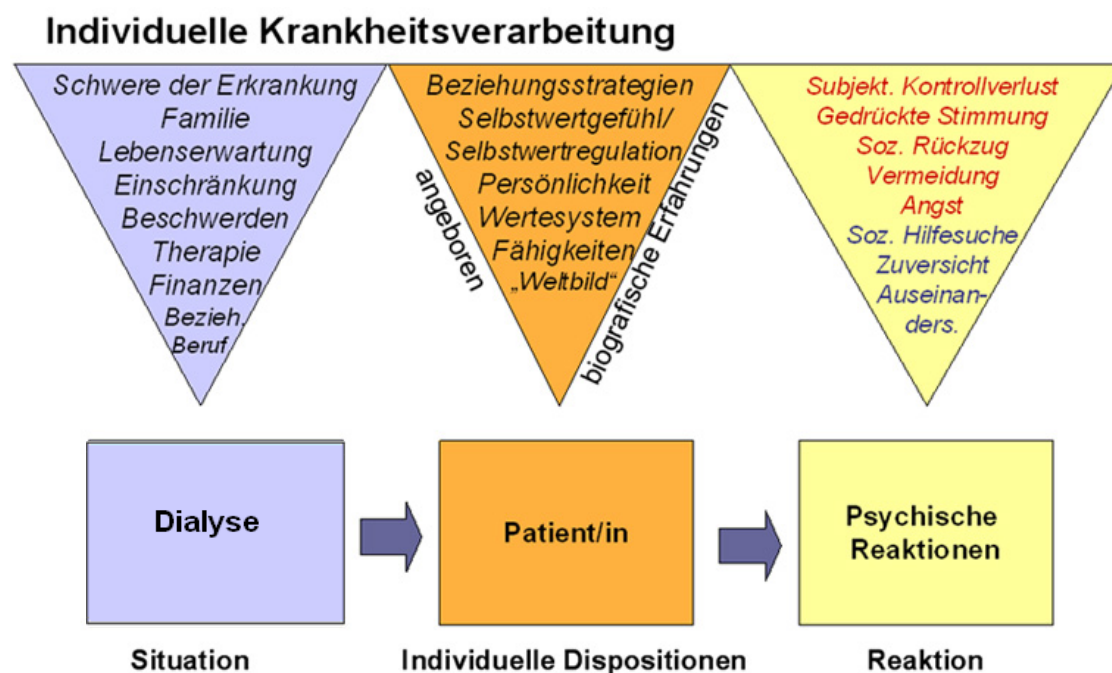 Individuelle Krankheitsverarbeitung
Schwere der Erkrankung
Familie
Lebenserwartung
Einschränkung
Beschwerden
Therapie
Finanzen
Bezieh.
Beruf
Beziehungsstrategien
Selbstwertgefühl/
Selbstwertregulation
Persönlichkeit
Wertesystem
Fähigkeiten
„Weltbild“
angeboren
biografische Erfahrungen
Subjekt. Kontrollverlust
Gedrückte Stimmung
Soz. Rückzug
Vermeidung
Angst
Soz. Hilfesuche
Zuversicht
Auseinan-
ders.
Dialyse
Patient/in
Psychische
Reaktionen
Situation
Individuelle Dispositionen
Reaktion